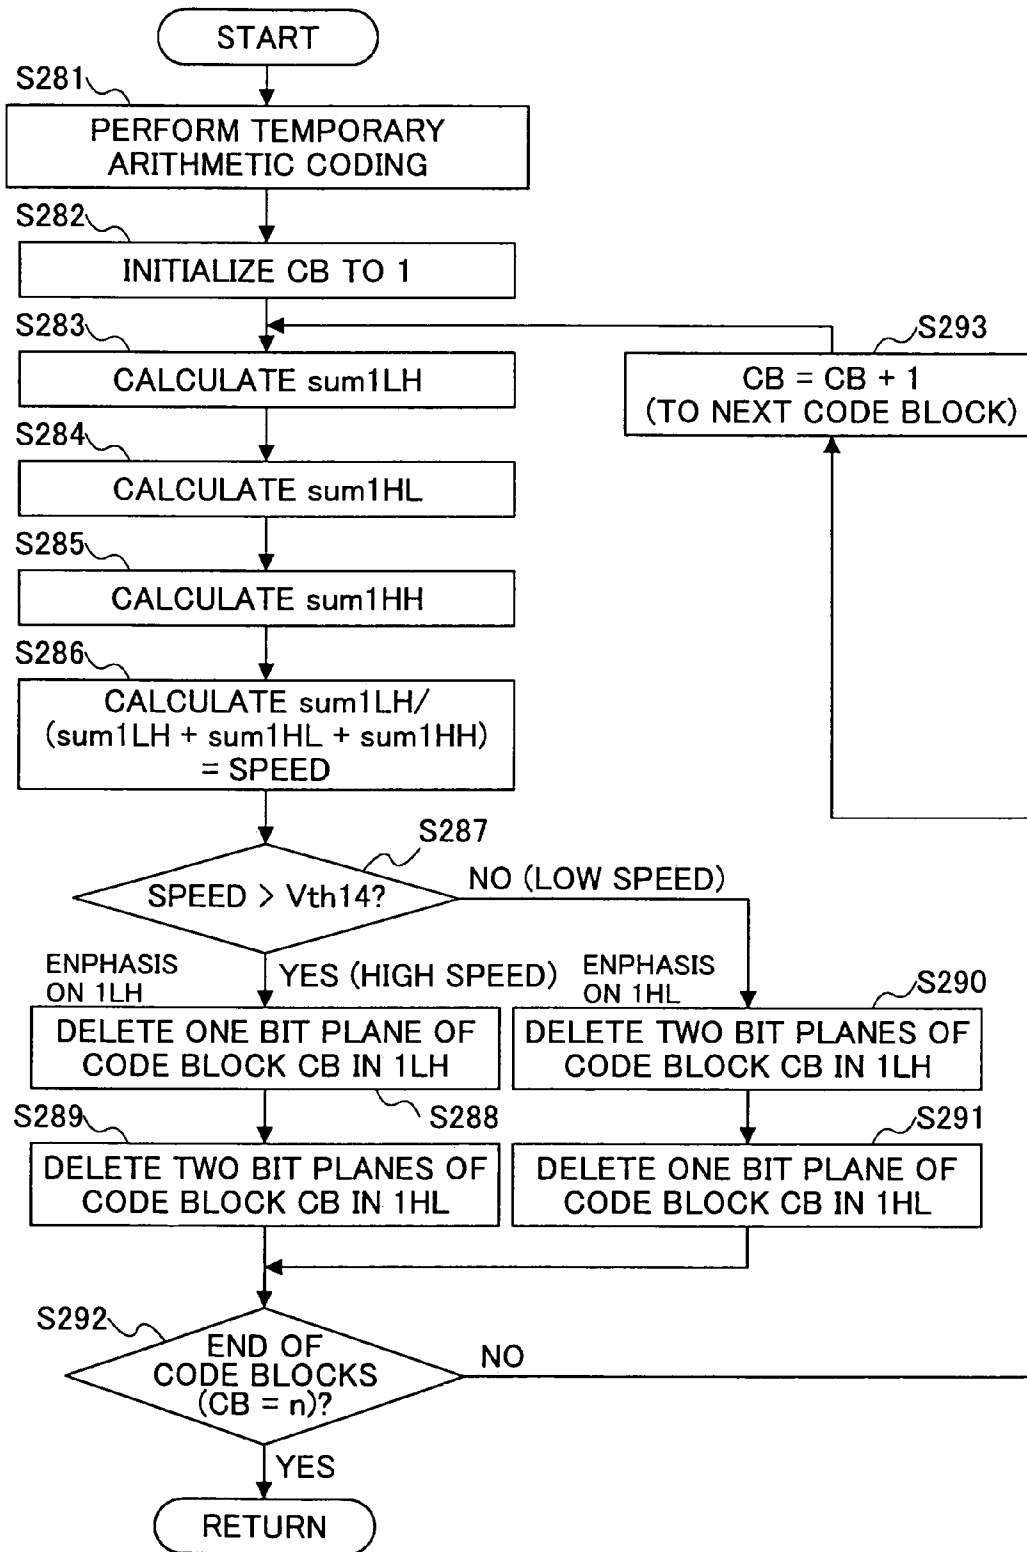 START
S281
PERFORM TEMPORARY
ARITHMETIC CODING
S282
INITIALIZE CB TO 1
S283
CALCULATE sum1LH
S293
CB = CB + 1
(TO NEXT CODE BLOCK)
S284
CALCULATE sum1HL
S285
CALCULATE sum1HH
S286
CALCULATE sum1LH/
(sum1LH + sum1HL + sum1HH)
= SPEED
S287
SPEED > Vth14?
NO (LOW SPEED)
YES (HIGH SPEED)
ENPHASIS
ON 1LH
DELETE ONE BIT PLANE OF
CODE BLOCK CB IN 1LH
S288
S289
DELETE TWO BIT PLANES OF
CODE BLOCK CB IN 1HL
ENPHASIS
ON 1HL
S290
DELETE TWO BIT PLANES OF
CODE BLOCK CB IN 1LH
S291
DELETE ONE BIT PLANE OF
CODE BLOCK CB IN 1HL
S292
END OF
CODE BLOCKS
(CB = n)?
NO
YES
RETURN